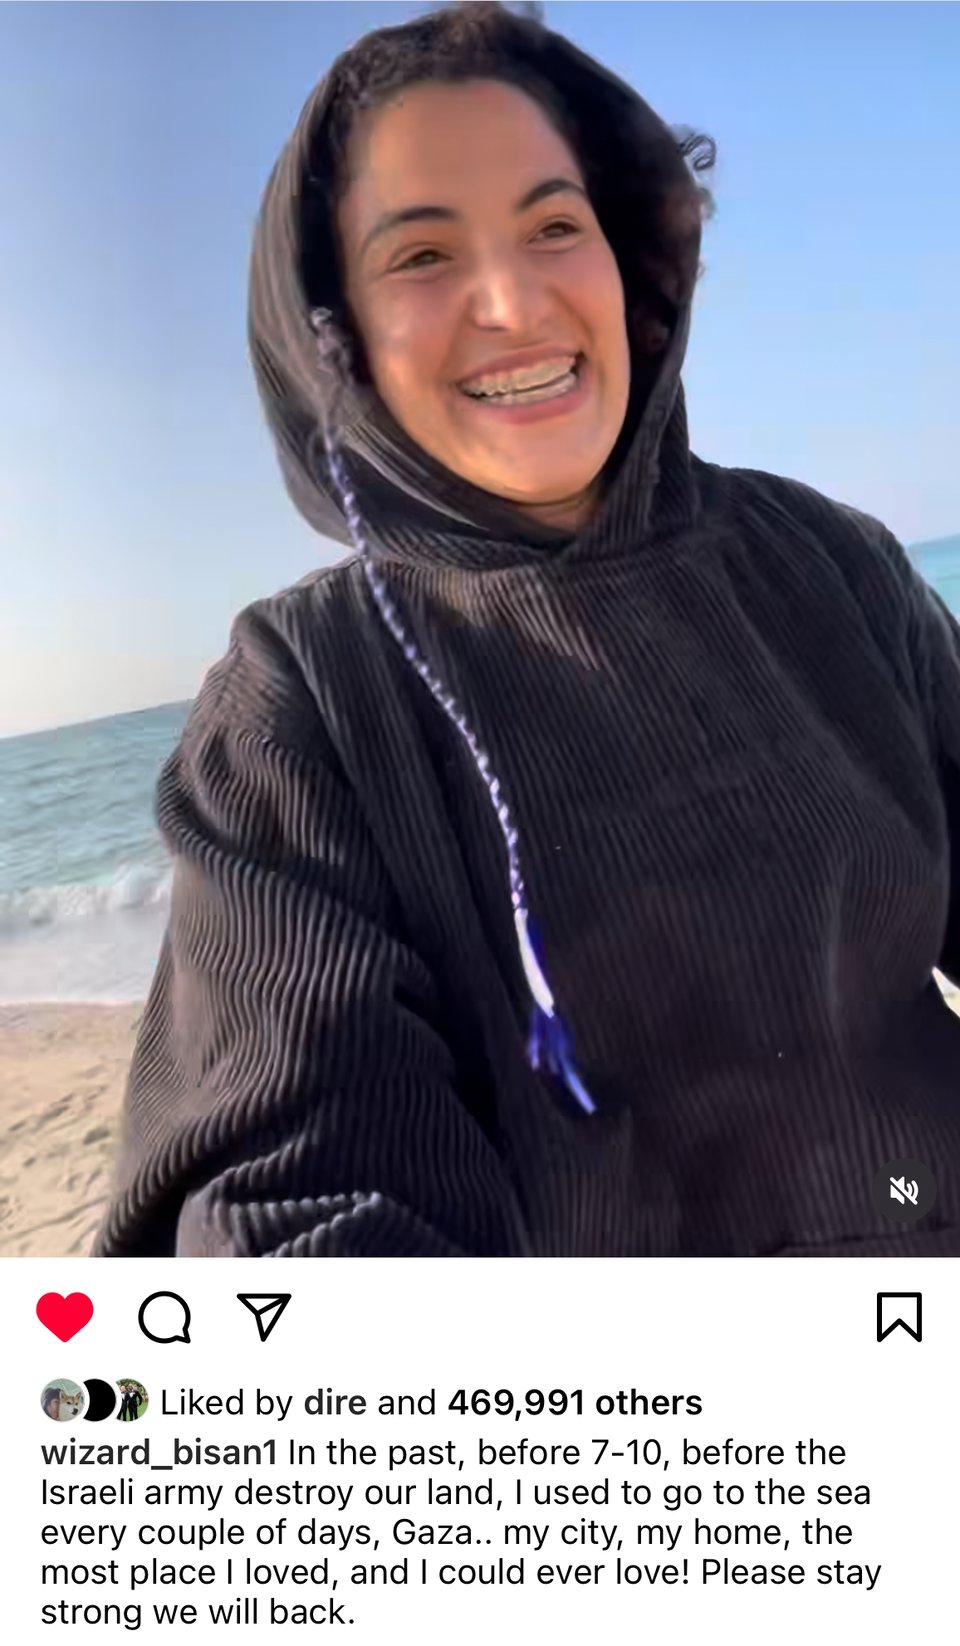 Liked by dire and 469,991 others
wizard_bisan1 In the past, before 7-10, before the
Israeli army destroy our land, I used to go to the sea
every couple of days, Gaza.. my city, my home, the
most place I loved, and I could ever love! Please stay
strong we will back.